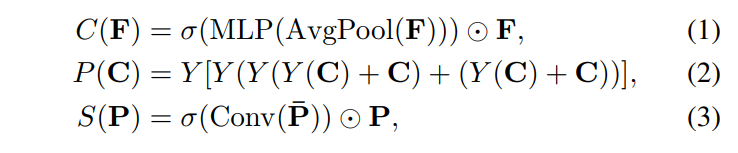 C(F) = σ(MLP(AvgPool(F))) ⊙ F, (1)
P(C) = Y[Y(Y(Y(C) + C) + (Y(C) + C))], (2)
S(P) = σ(Conv(P̄)) ⊙ P, (3)